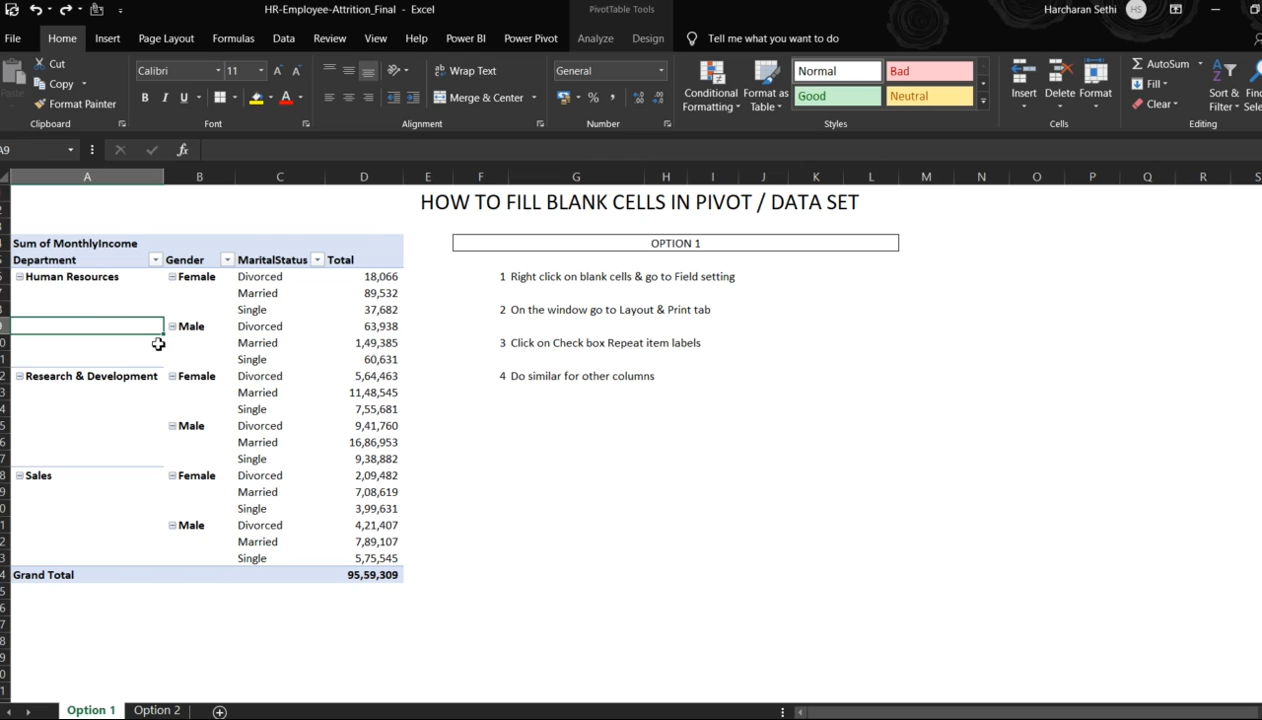 HR-Employee-Attrition_Final - Excel
PivotTable Tools
Harcharan Sethi
HS
File Home Insert Page Layout Formulas Data Review View Help Power BI Power Pivot Analyze Design Tell me what you want to do
Cut
Copy
Format Painter
Paste
Calibri 11
B I U
Wrap Text
Merge & Center
General
Conditional Formatting
Format as Table
Normal Bad
Good Neutral
Insert Delete Format
AutoSum
Fill
Clear
Sort &
Filter
Clipboard Font Alignment Number Styles Cells Editing
A9 fx
A B C D E F G H I J K L M N O P Q R S
HOW TO FILL BLANK CELLS IN PIVOT / DATA SET
Sum of MonthlyIncome OPTION 1
Department Gender MaritalStatus Total
Human Resources Female Divorced 18,066 1 Right click on blank cells & go to Field setting
Married 89,532
Single 37,682 2 On the window go to Layout & Print tab
Male Divorced 63,938
Married 1,49,385 3 Click on Check box Repeat item labels
Single 60,631
Research & Development Female Divorced 5,64,463 4 Do similar for other columns
Married 11,48,545
Single 7,55,681
Male Divorced 9,41,760
Married 16,86,953
Single 9,38,882
Sales Female Divorced 2,09,482
Married 7,08,619
Single 3,99,631
Male Divorced 4,21,407
Married 7,89,107
Single 5,75,545
Grand Total 95,59,309
Option 1 Option 2